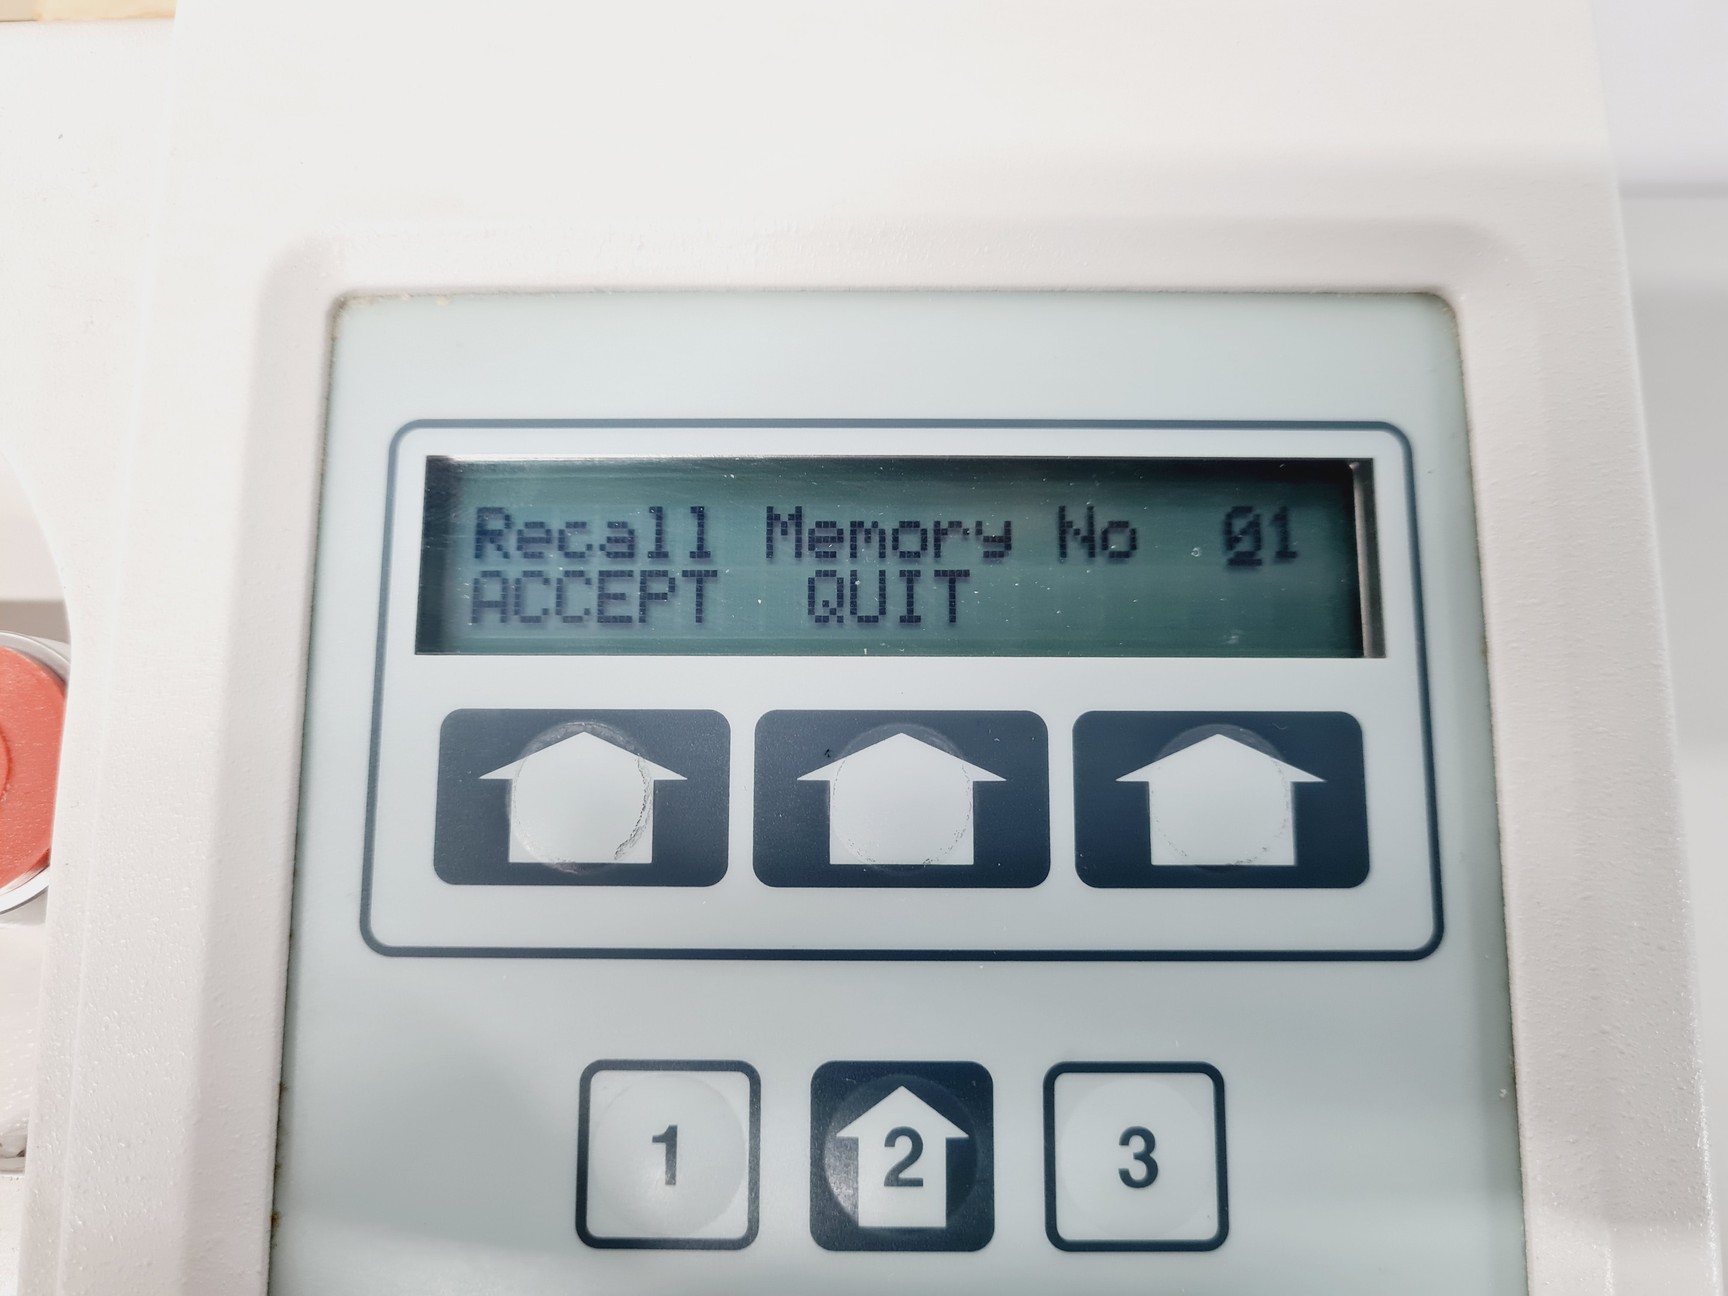 Recall Memory No 01
ACCEPT QUIT
1 2 3